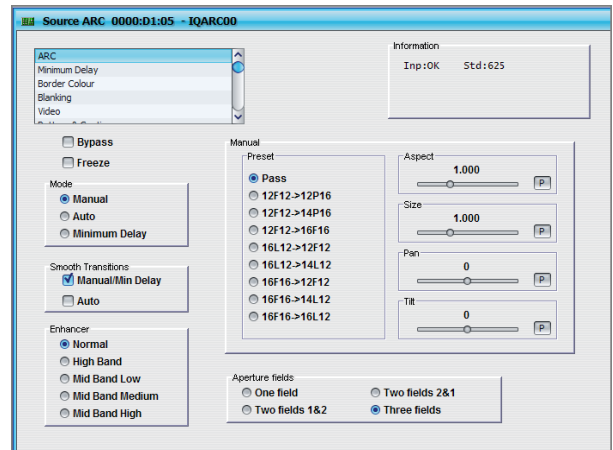 Source ARC 0000:D1:05 - IQARC00
ARC
Minimum Delay
Border Colour
Blanking
Video
Information
Inp:OK Std:625
Bypass
Freeze
Mode
Manual
Auto
Minimum Delay
Smooth Transitions
Manual/Min Delay
Auto
Enhancer
Normal
High Band
Mid Band Low
Mid Band Medium
Mid Band High
Manual
Preset
Pass
12F12->12P16
12F12->14P16
12F12->16F16
16L12->12F12
16L12->14L12
16F16->12F12
16F16->14L12
16F16->16L12
Aspect
1.000
P
Size
1.000
P
Pan
0
P
Tilt
0
P
Aperture fields
One field
Two fields 2&1
Two fields 1&2
Three fields